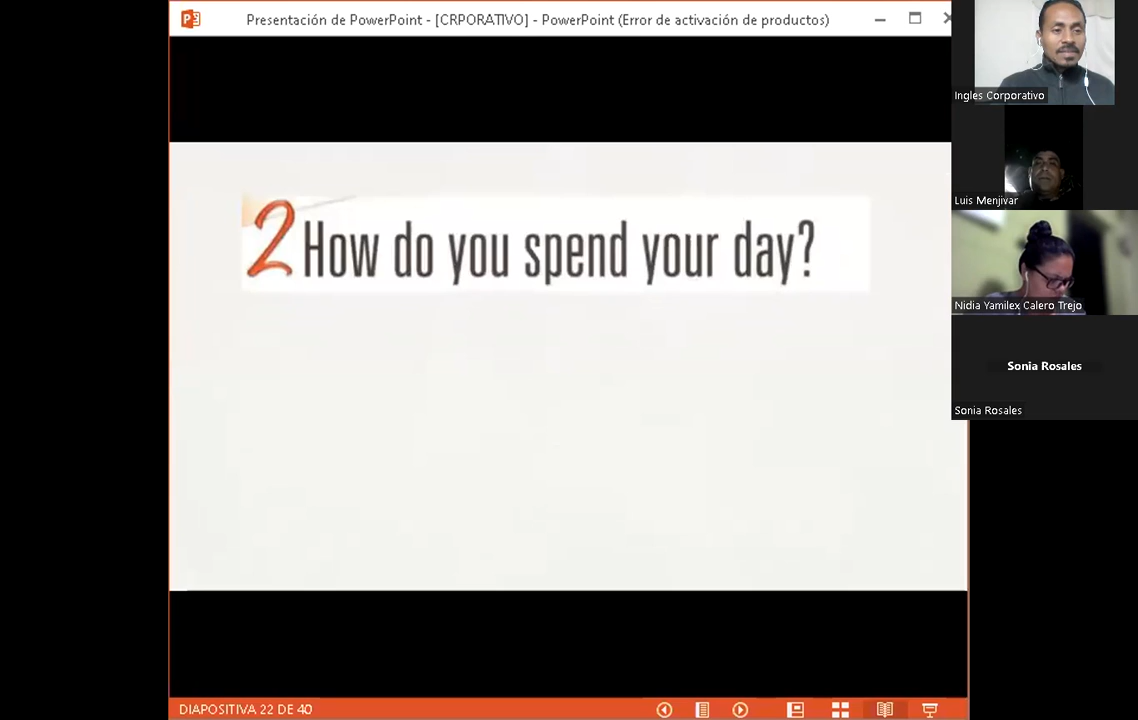 Presentación de PowerPoint - [CRPORATIVO] - PowerPoint (Error de activación de productos)
Ingles Corporativo
Luis Menjivar
2 How do you spend your day?
Nidia Yamilex Calero Trejo
Sonia Rosales
Sonia Rosales
DIAPOSITIVA 22 DE 40